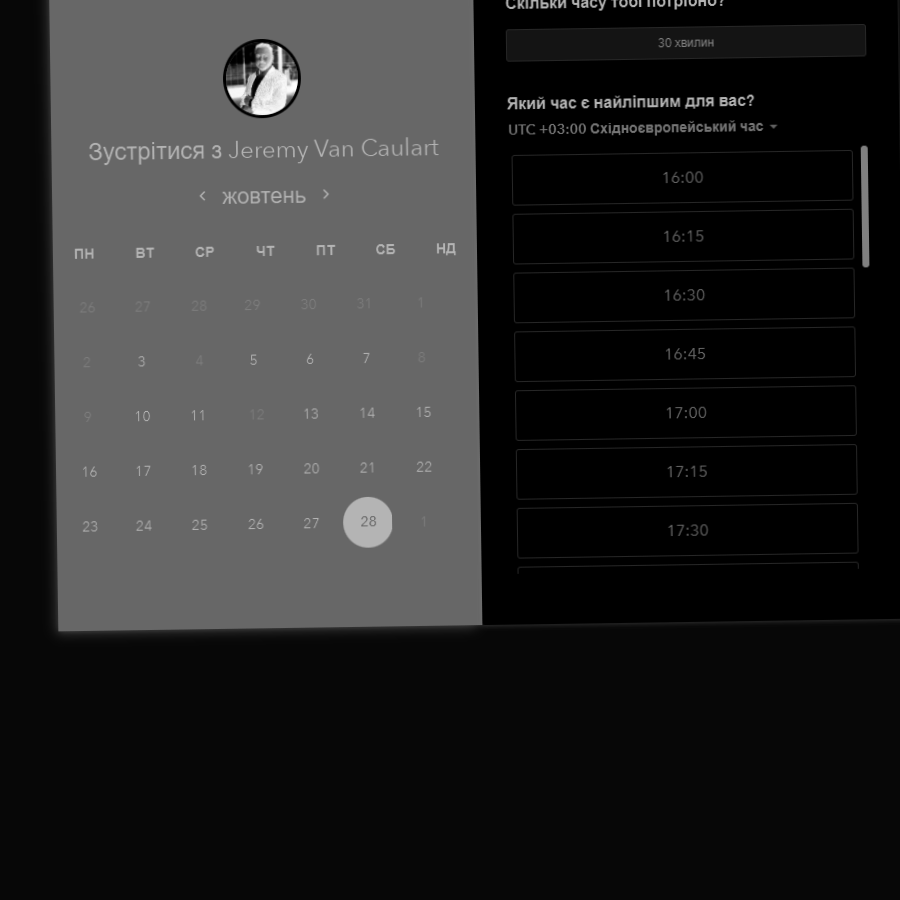 Зустрітися з Jeremy Van Caulart
‹ жовтень ›
ПН ВТ СР ЧТ ПТ СБ НД
26 27 28 29 30 31 1
2 3 4 5 6 7 8
9 10 11 12 13 14 15
16 17 18 19 20 21 22
23 24 25 26 27 28 1
Скільки часу тобі потрібно?
30 хвилин
Який час є найліпшим для вас?
UTC +03:00 Східноєвропейський час
16:00
16:15
16:30
16:45
17:00
17:15
17:30